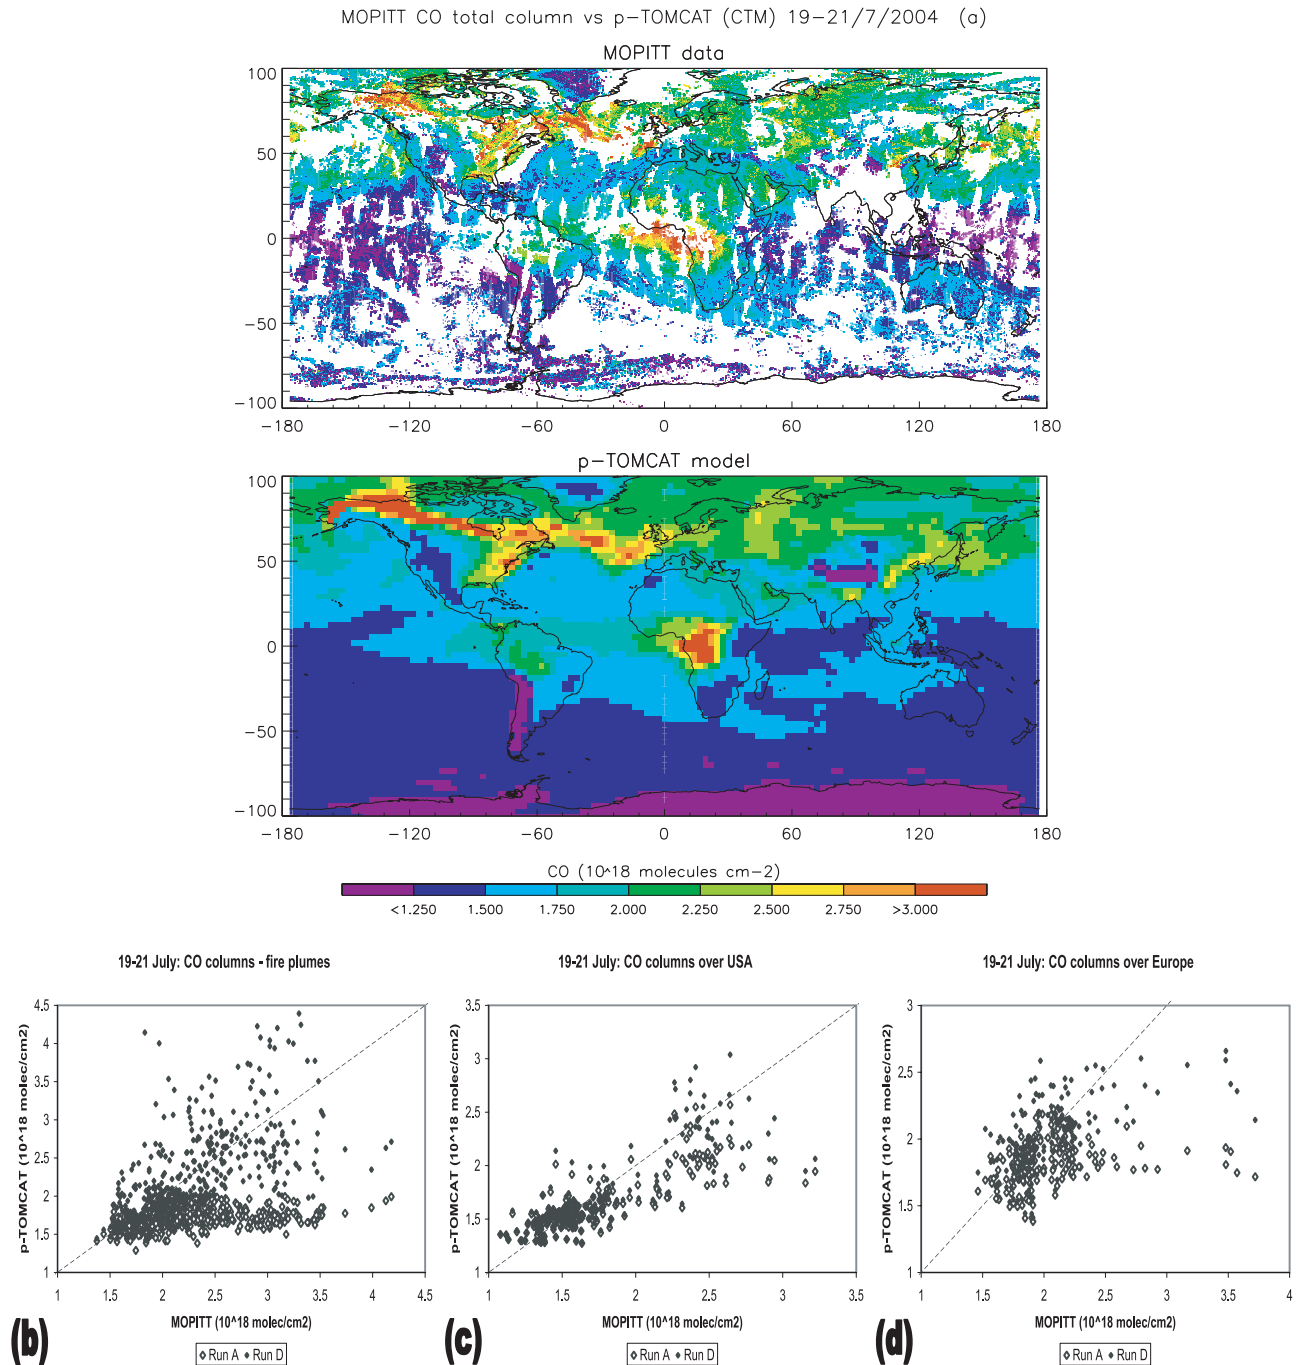 MOPITT CO total column vs p-TOMCAT (CTM) 19-21/7/2004 (a)
MOPITT data
100
50
0
-50
-100
-180 -120 -60 0 60 120 180
p-TOMCAT model
100
50
0
-50
-100
-180 -120 -60 0 60 120 180
CO (10^18 molecules cm-2)
<1.250 1.500 1.750 2.000 2.250 2.500 2.750 >3.000
19-21 July: CO columns - fire plumes
p-TOMCAT (10^18 molec/cm2)
4.5
4
3.5
3
2.5
2
1.5
1
1 1.5 2 2.5 3 3.5 4 4.5
MOPITT (10^18 molec/cm2)
(b)
Run A Run D
19-21 July: CO columns over USA
p-TOMCAT (10^18 molec/cm2)
3.5
3
2.5
2
1.5
1
1 1.5 2 2.5 3 3.5
MOPITT (10^18 molec/cm2)
(c)
Run A Run D
19-21 July: CO columns over Europe
p-TOMCAT (10^18 molec/cm2)
3
2.5
2
1.5
1
1 1.5 2 2.5 3 3.5 4
MOPITT (10^18 molec/cm2)
(d)
Run A Run D